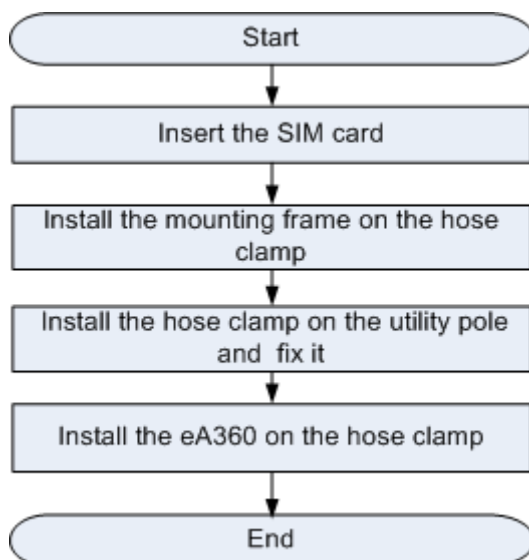 Start
Insert the SIM card
Install the mounting frame on the hose
clamp
Install the hose clamp on the utility pole
and fix it
Install the eA360 on the hose clamp
End